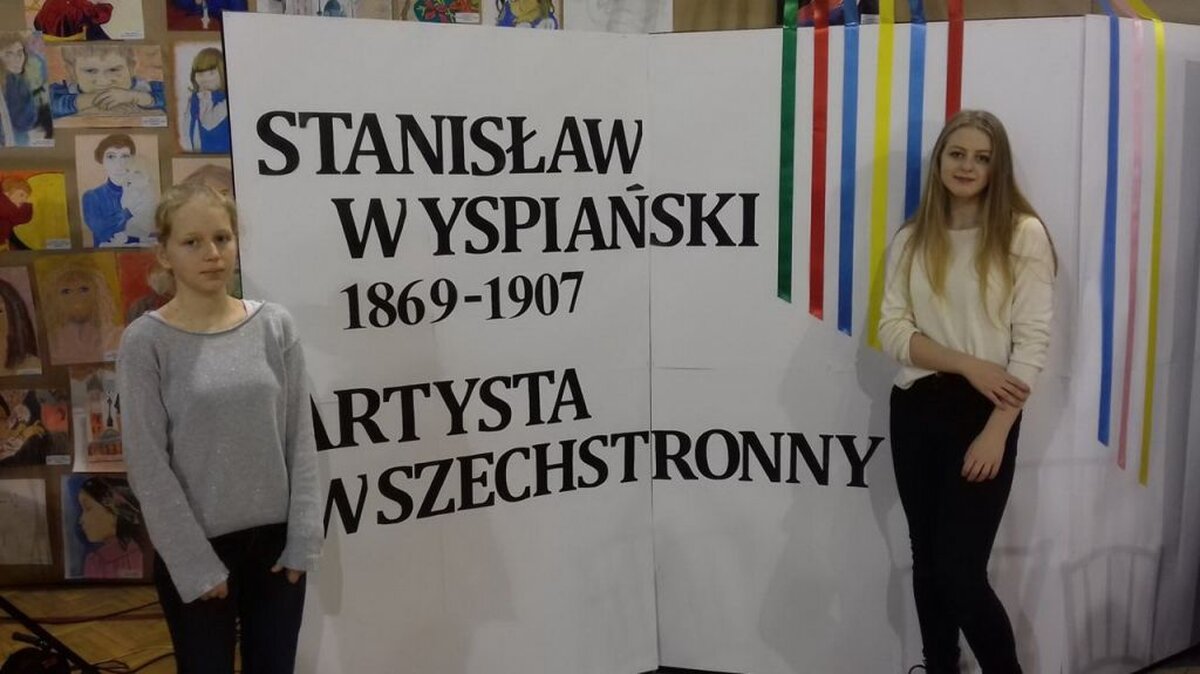 STANISŁAW
WYSPIAŃSKI
1869-1907
ARTYSTA
WSZECHSTRONNY